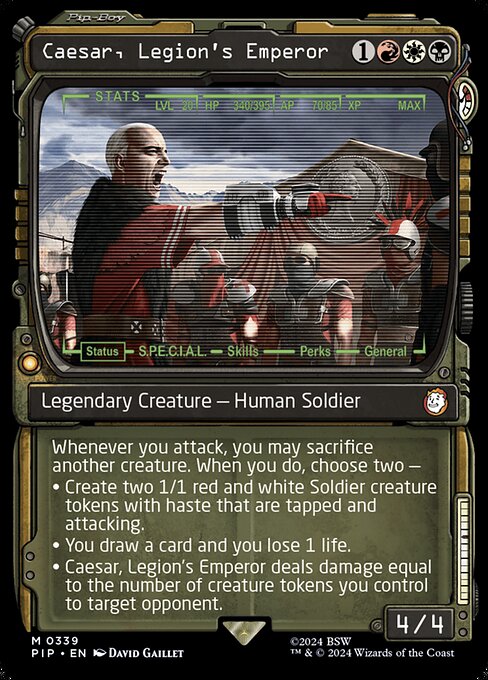 Pip-Boy
Caesar, Legion's Emperor 1
STATS
LVL 20 HP 340/395 AP 70/85 XP MAX
Status S.P.E.C.I.A.L. Skills Perks General
Legendary Creature — Human Soldier
Whenever you attack, you may sacrifice
another creature. When you do, choose two —
• Create two 1/1 red and white Soldier creature
tokens with haste that are tapped and
attacking.
• You draw a card and you lose 1 life.
• Caesar, Legion's Emperor deals damage equal
to the number of creature tokens you control
to target opponent.
4/4
M 0339
PIP • EN DAVID GAILLET
©2024 BSW
™ & © 2024 Wizards of the Coast